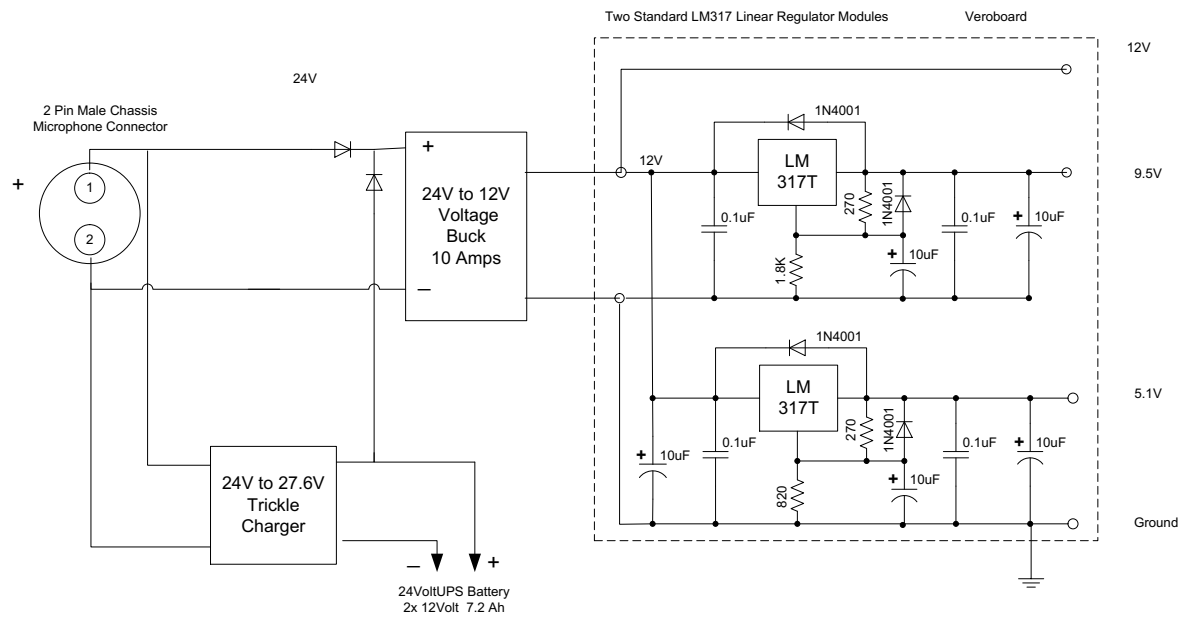 Two Standard LM317 Linear Regulator Modules
Veroboard
12V
24V
2 Pin Male Chassis
Microphone Connector
+
1
2
+
24V to 12V
Voltage
Buck
10 Amps
–
12V
1N4001
LM
317T
270
1N4001
0.1uF
1.8K
+
10uF
0.1uF
+
10uF
9.5V
1N4001
LM
317T
270
1N4001
+
10uF
0.1uF
820
+
10uF
0.1uF
+
10uF
5.1V
Ground
24V to 27.6V
Trickle
Charger
–
+
24VoltUPS Battery
2x 12Volt 7.2 Ah